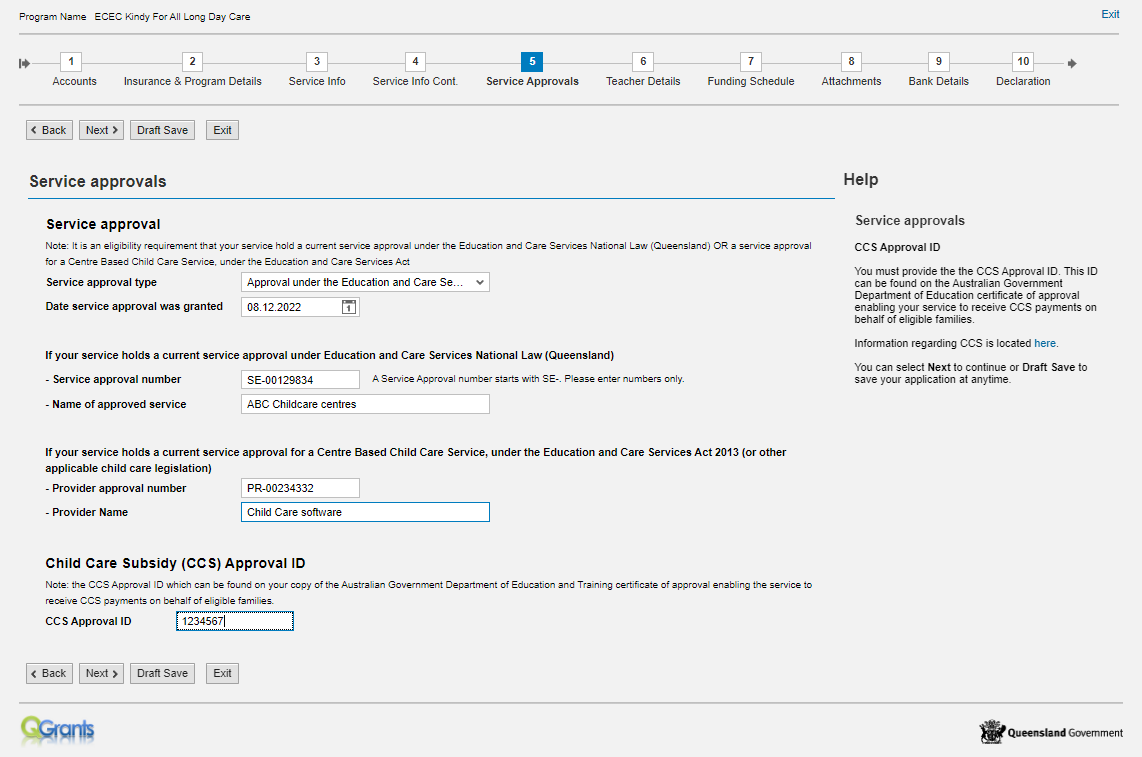 Program Name ECEC Kindy For All Long Day Care
Exit
1 2 3 4 5 6 7 8 9 10
Accounts Insurance & Program Details Service Info Service Info Cont. Service Approvals Teacher Details Funding Schedule Attachments Bank Details Declaration
Back Next Draft Save Exit
Service approvals
Service approval
Note: It is an eligibility requirement that your service hold a current service approval under the Education and Care Services National Law (Queensland) OR a service approval
for a Centre Based Child Care Service, under the Education and Care Services Act
Service approval type Approval under the Education and Care Se...
Date service approval was granted 08.12.2022 1
If your service holds a current service approval under Education and Care Services National Law (Queensland)
- Service approval number SE-00129834 A Service Approval number starts with SE-. Please enter numbers only.
- Name of approved service ABC Childcare centres
If your service holds a current service approval for a Centre Based Child Care Service, under the Education and Care Services Act 2013 (or other
applicable child care legislation)
- Provider approval number PR-00234332
- Provider Name Child Care software
Child Care Subsidy (CCS) Approval ID
Note: the CCS Approval ID which can be found on your copy of the Australian Government Department of Education and Training certificate of approval enabling the service to
receive CCS payments on behalf of eligible families.
CCS Approval ID 1234567
Help
Service approvals
CCS Approval ID
You must provide the the CCS Approval ID. This ID
can be found on the Australian Government
Department of Education certificate of approval
enabling your service to receive CCS payments on
behalf of eligible families.
Information regarding CCS is located here.
You can select Next to continue or Draft Save to
save your application at anytime.
Back Next Draft Save Exit
QGrants
Queensland Government